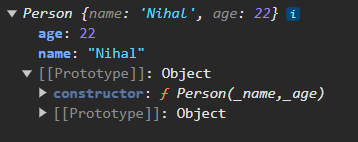 Person {name: 'Nihal', age: 22} i
age: 22
name: "Nihal"
[[Prototype]]: Object
constructor: ƒ Person(_name,_age)
[[Prototype]]: Object